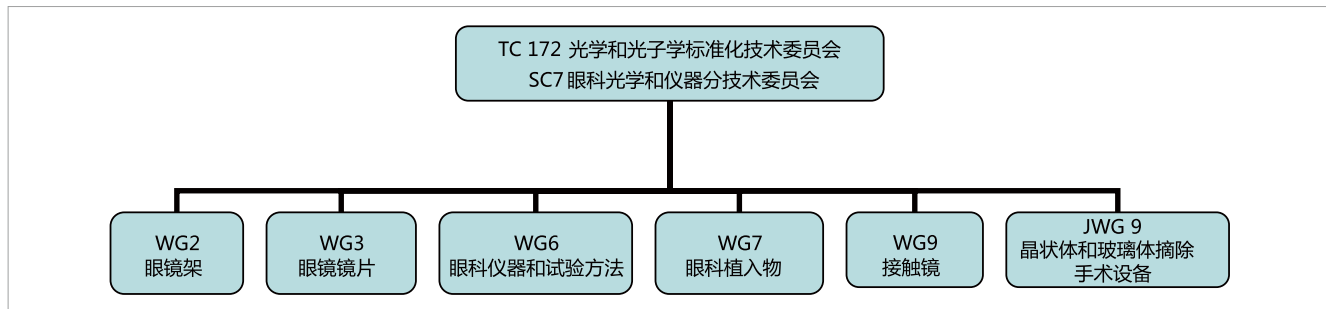 TC 172 光学和光子学标准化技术委员会
SC7眼科光学和仪器分技术委员会
WG2
眼镜架
WG3
眼镜镜片
WG6
眼科仪器和试验方法
WG7
眼科植入物
WG9
接触镜
JWG 9
晶状体和玻璃体摘除
手术设备